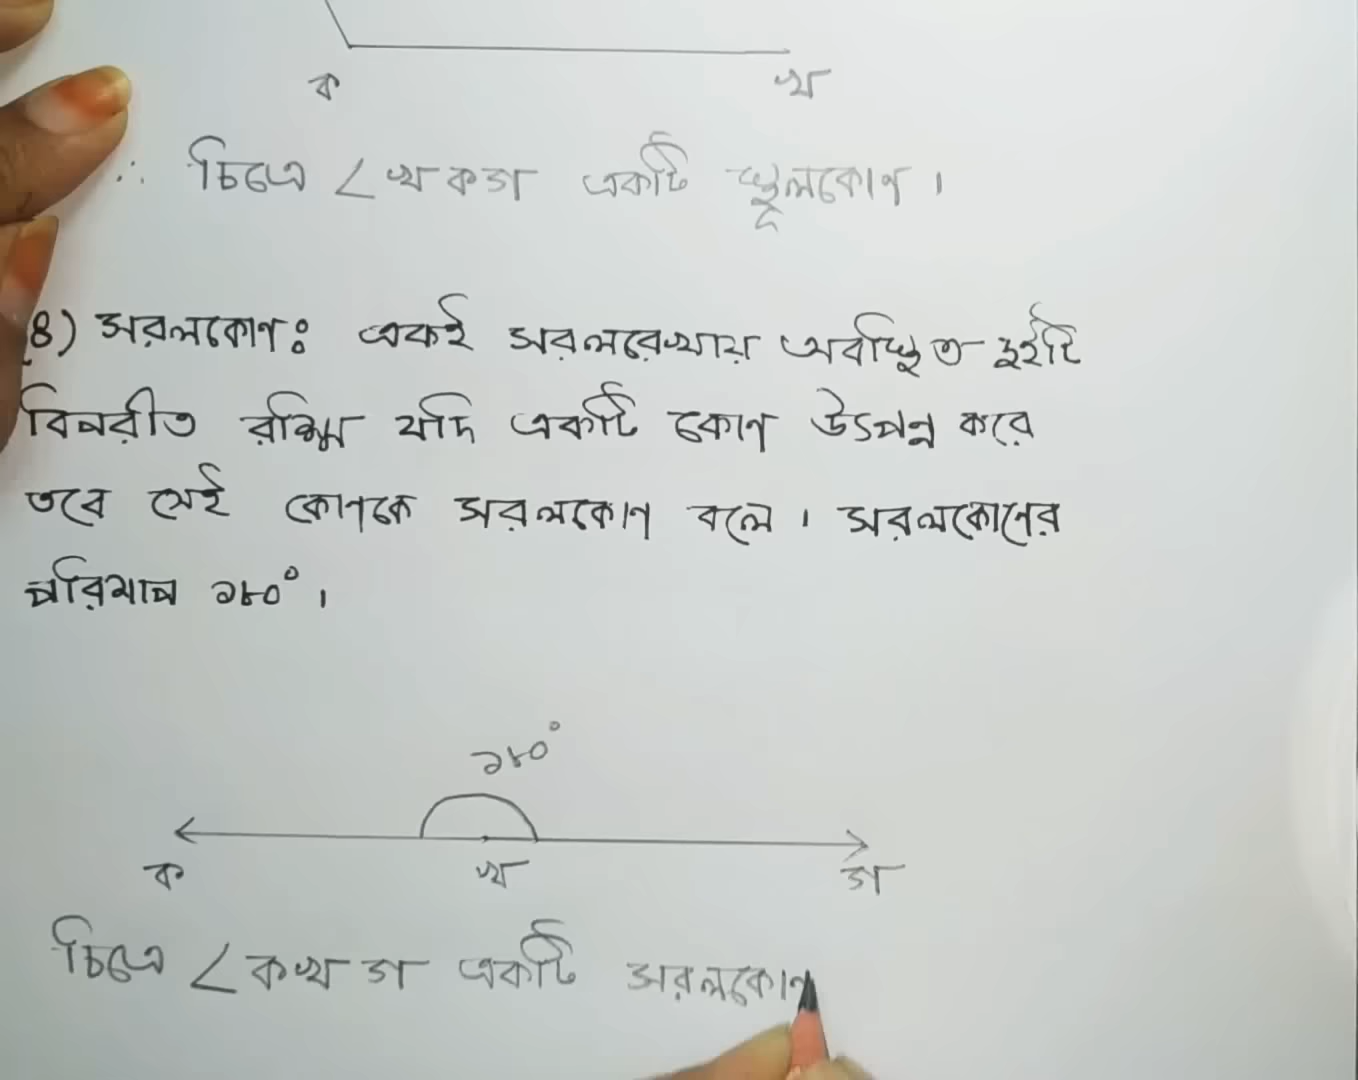 ক খ
∴ চিত্রে ∠খকগ একটি স্থূলকোণ।
(৪) সরলকোণঃ একই সরলরেখায় অবস্থিত দুইটি
বিপরীত রশ্মি যদি একটি কোণ উৎপন্ন করে
তবে সেই কোণকে সরলকোণ বলে। সরলকোণের
পরিমাপ ১৮০°।
১৮০°
ক খ গ
চিত্রে ∠কখগ একটি সরলকোণ